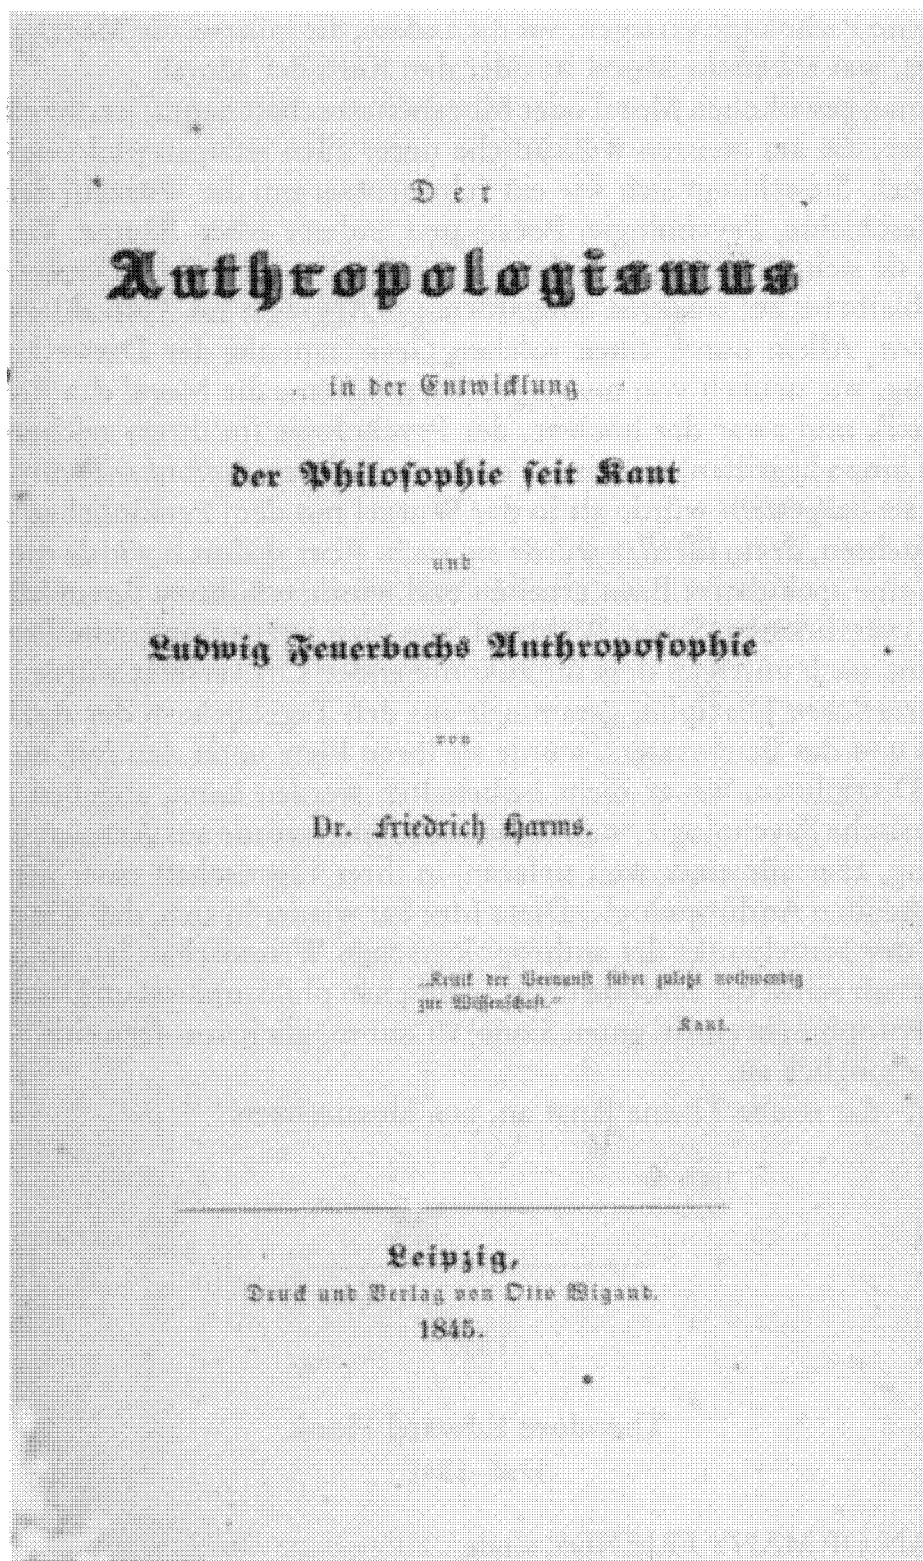 Der
Anthropologismus
in der Entwicklung
der Philosophie seit Kant
und
Ludwig Feuerbachs Anthroposophie
von
Dr. Friedrich Harms.
„Kritik der Vernunft führt zuletzt nothwendig
zur Wissenschaft.“
Kant.
Leipzig,
Druck und Verlag von Otto Wigand.
1845.